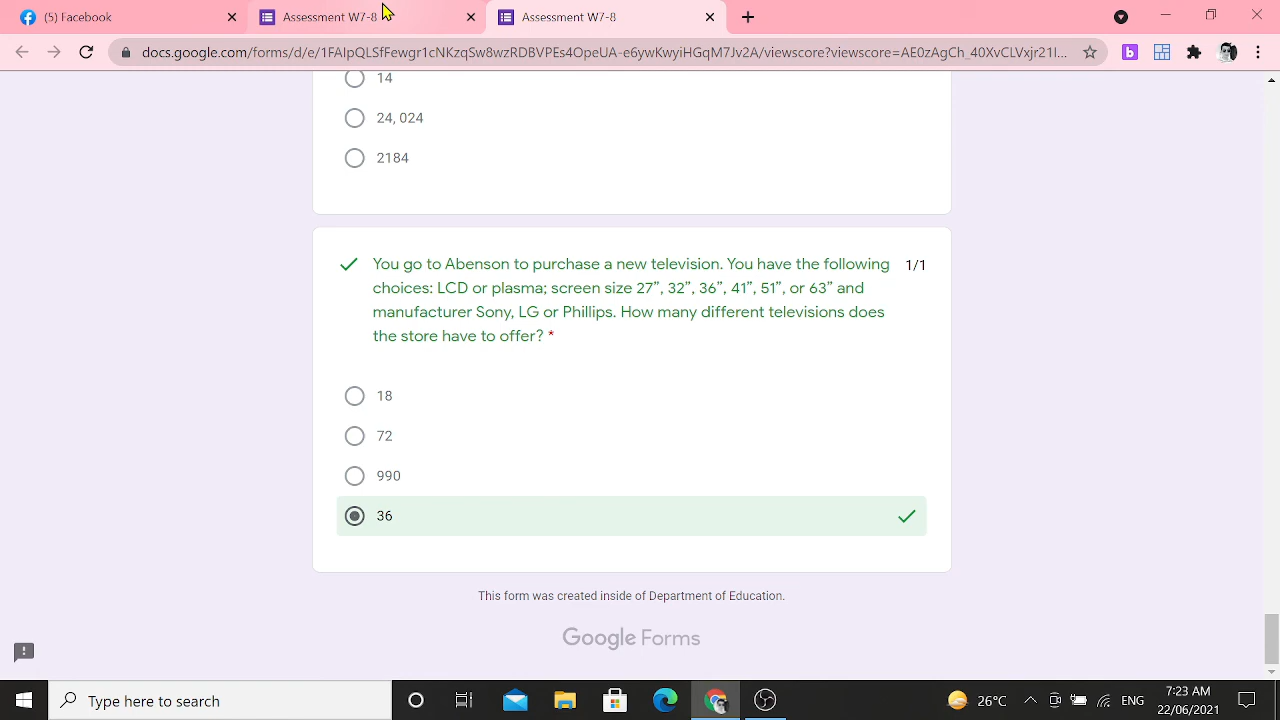 (5) Facebook
Assessment W7-8
Assessment W7-8
docs.google.com/forms/d/e/1FAIpQLSfFewgr1cNKzqSw8wzRDBVPEs4OpeUA-e6ywKwyiHGqM7Jv2A/viewscore?viewscore=AE0zAgCh_40XvCLVxjr21I...
14
24, 024
2184
You go to Abenson to purchase a new television. You have the following
1/1
choices: LCD or plasma; screen size 27”, 32”, 36”, 41”, 51”, or 63” and
manufacturer Sony, LG or Phillips. How many different televisions does
the store have to offer? *
18
72
990
36
This form was created inside of Department of Education.
Google Forms
Type here to search
26°C
ENG
7:23 AM
22/06/2021